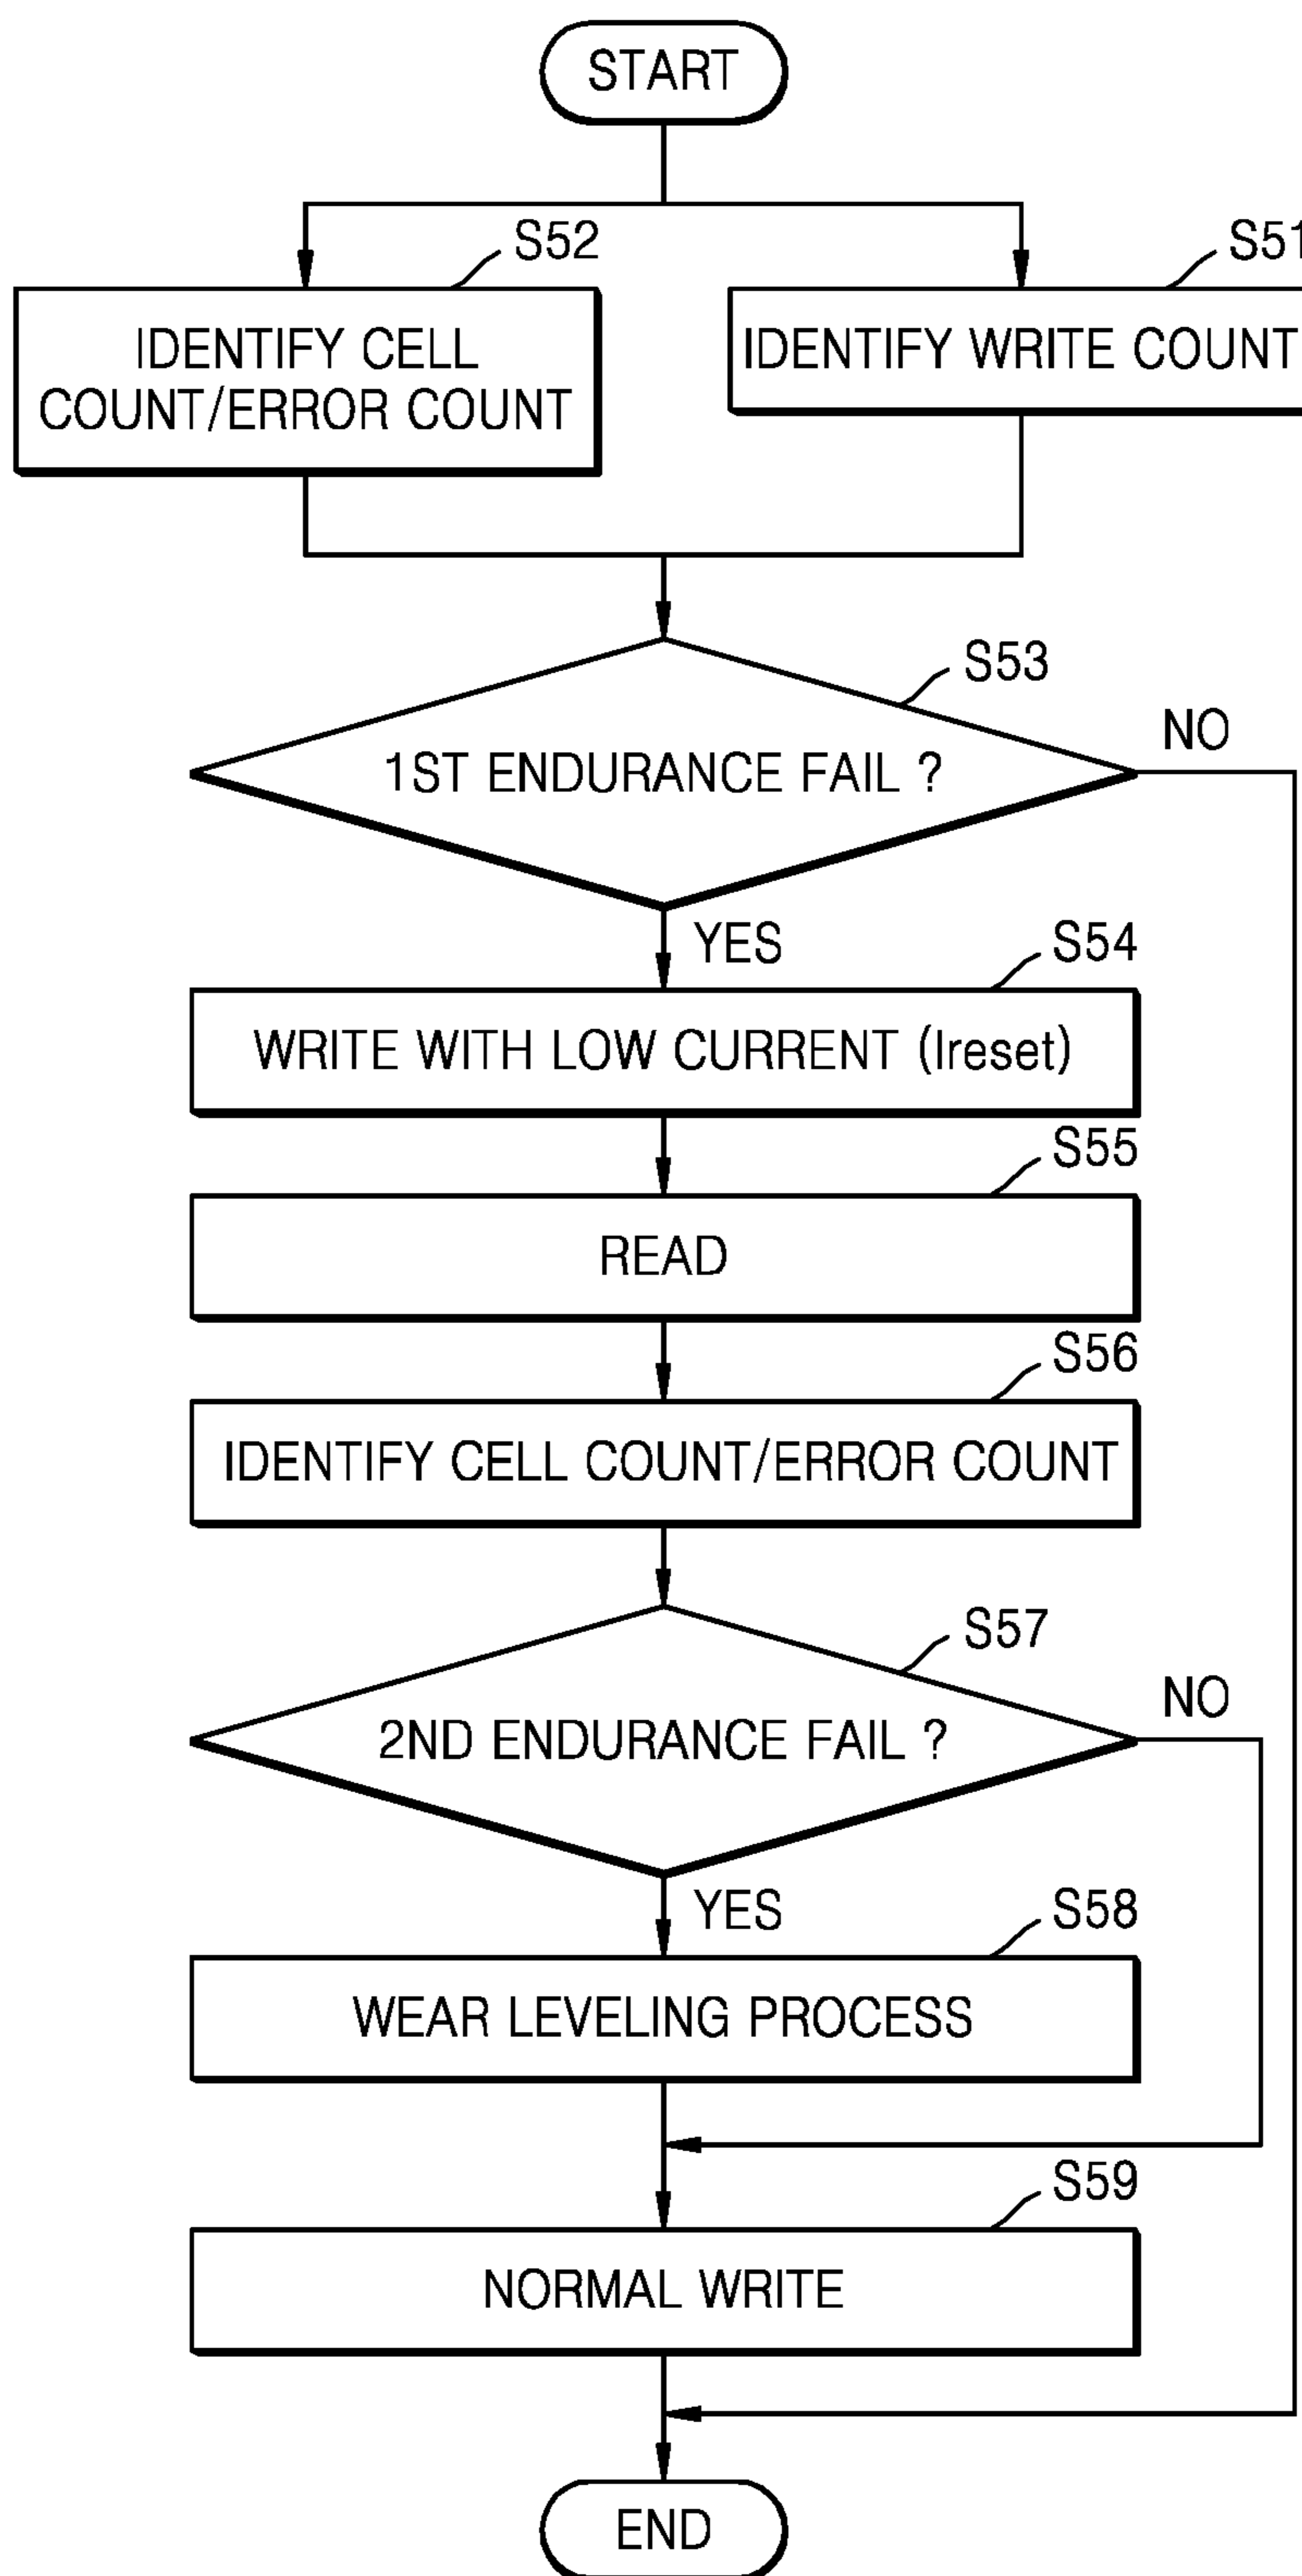 START
S52
S51
IDENTIFY CELL
COUNT/ERROR COUNT
IDENTIFY WRITE COUNT
S53
1ST ENDURANCE FAIL ?
NO
YES
S54
WRITE WITH LOW CURRENT (Ireset)
S55
READ
S56
IDENTIFY CELL COUNT/ERROR COUNT
S57
2ND ENDURANCE FAIL ?
NO
YES
S58
WEAR LEVELING PROCESS
S59
NORMAL WRITE
END